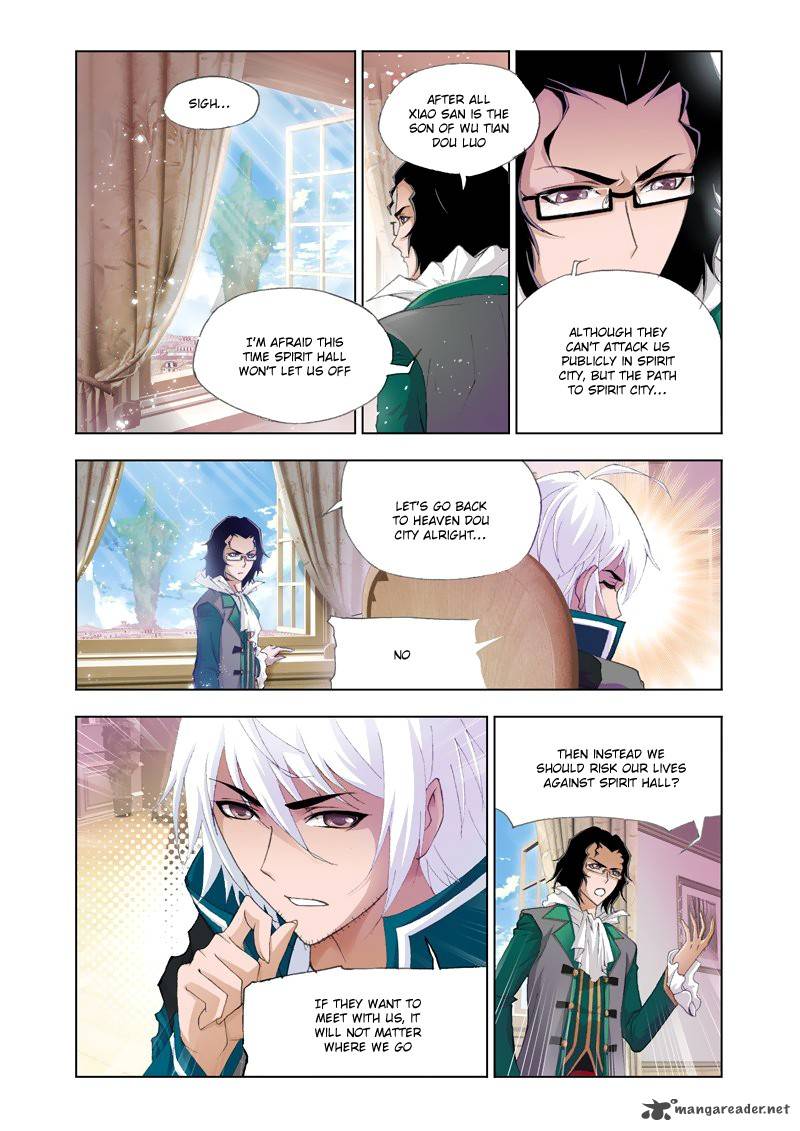 SIGH...
I'M AFRAID THIS
TIME SPIRIT HALL
WON'T LET US OFF
AFTER ALL
XIAO SAN IS THE
SON OF WU TIAN
DOU LUO
ALTHOUGH THEY
CAN'T ATTACK US
PUBLICLY IN SPIRIT
CITY, BUT THE PATH
TO SPIRIT CITY...
LET'S GO BACK
TO HEAVEN DOU
CITY ALRIGHT...
NO
IF THEY WANT TO
MEET WITH US, IT
WILL NOT MATTER
WHERE WE GO
THEN INSTEAD WE
SHOULD RISK OUR LIVES
AGAINST SPIRIT HALL?
mangareader.net